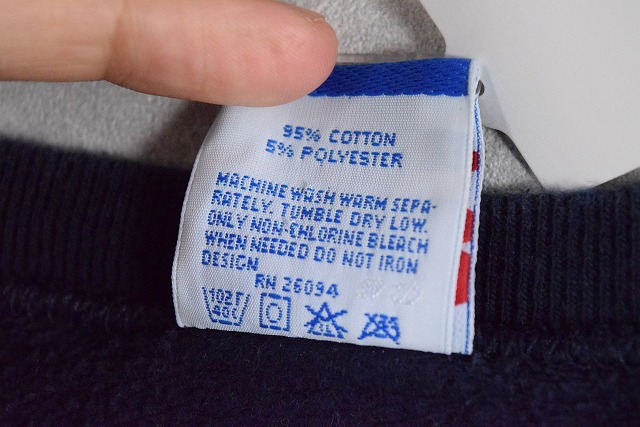 95% COTTON
5% POLYESTER
MACHINE WASH WARM SEPA-
RATELY. TUMBLE DRY LOW.
ONLY NON-CHLORINE BLEACH
WHEN NEEDED DO NOT IRON
DESIGN
RN 26094